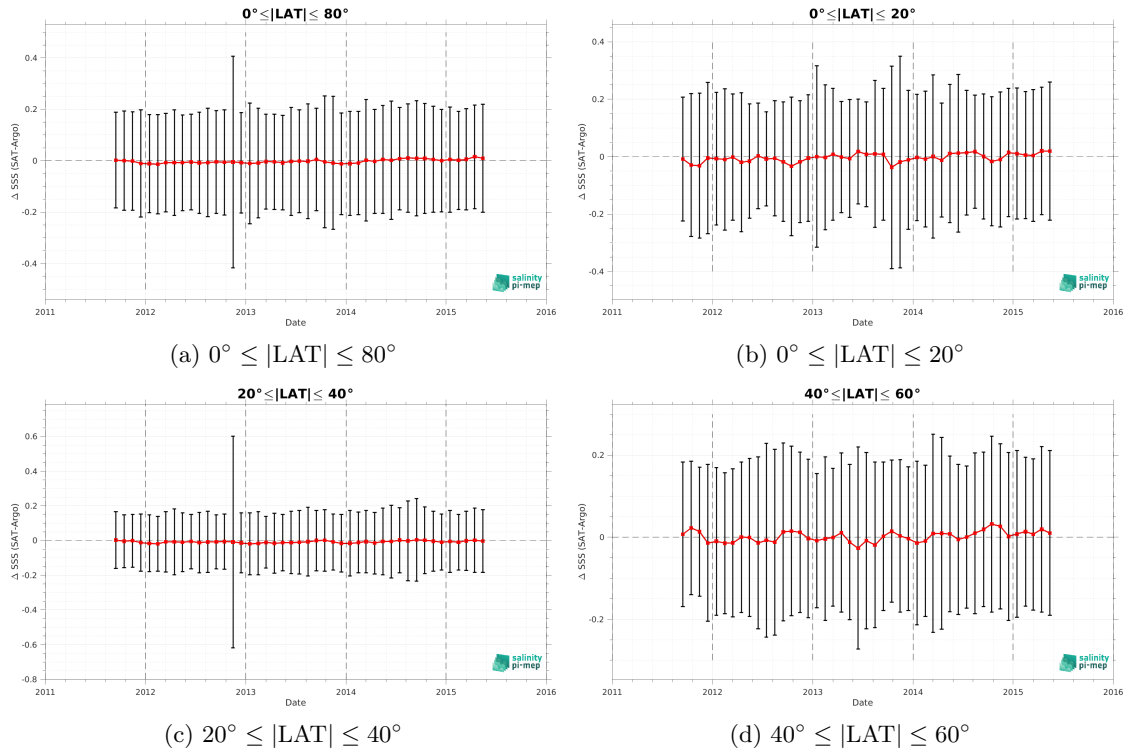 0°≤|LAT|≤ 80°
0.4
0.2
0
-0.2
-0.4
Δ SSS (SAT-Argo)
2011 2012 2013 2014 2015 2016
Date
salinity
pi-mep
(a) 0° ≤ |LAT| ≤ 80°
0°≤|LAT|≤ 20°
0.4
0.2
0
-0.2
-0.4
Δ SSS (SAT-Argo)
2011 2012 2013 2014 2015 2016
Date
salinity
pi-mep
(b) 0° ≤ |LAT| ≤ 20°
20°≤|LAT|≤ 40°
0.6
0.4
0.2
0
-0.2
-0.4
-0.6
-0.8
Δ SSS (SAT-Argo)
2011 2012 2013 2014 2015 2016
Date
salinity
pi-mep
(c) 20° ≤ |LAT| ≤ 40°
40°≤|LAT|≤ 60°
0.2
0
-0.2
Δ SSS (SAT-Argo)
2011 2012 2013 2014 2015 2016
Date
salinity
pi-mep
(d) 40° ≤ |LAT| ≤ 60°